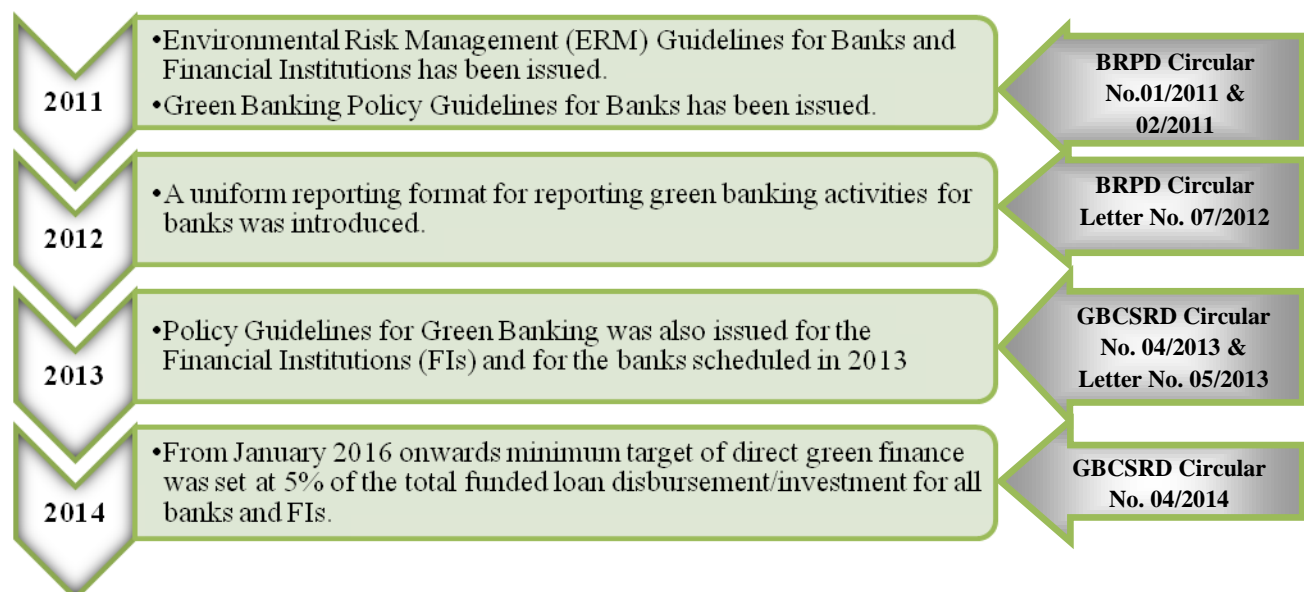 2011
•Environmental Risk Management (ERM) Guidelines for Banks and
Financial Institutions has been issued.
•Green Banking Policy Guidelines for Banks has been issued.
BRPD Circular
No.01/2011 &
02/2011
2012
•A uniform reporting format for reporting green banking activities for
banks was introduced.
BRPD Circular
Letter No. 07/2012
2013
•Policy Guidelines for Green Banking was also issued for the
Financial Institutions (FIs) and for the banks scheduled in 2013
GBCSRD Circular
No. 04/2013 &
Letter No. 05/2013
2014
•From January 2016 onwards minimum target of direct green finance
was set at 5% of the total funded loan disbursement/investment for all
banks and FIs.
GBCSRD Circular
No. 04/2014